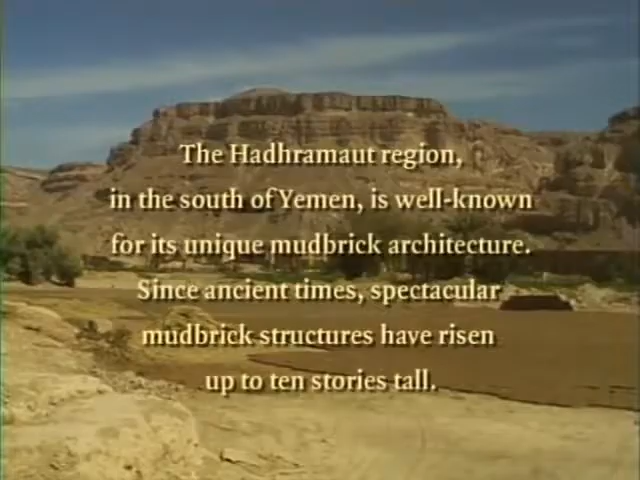 The Hadhramaut region,
in the south of Yemen, is well-known
for its unique mudbrick architecture.
Since ancient times, spectacular
mudbrick structures have risen
up to ten stories tall.